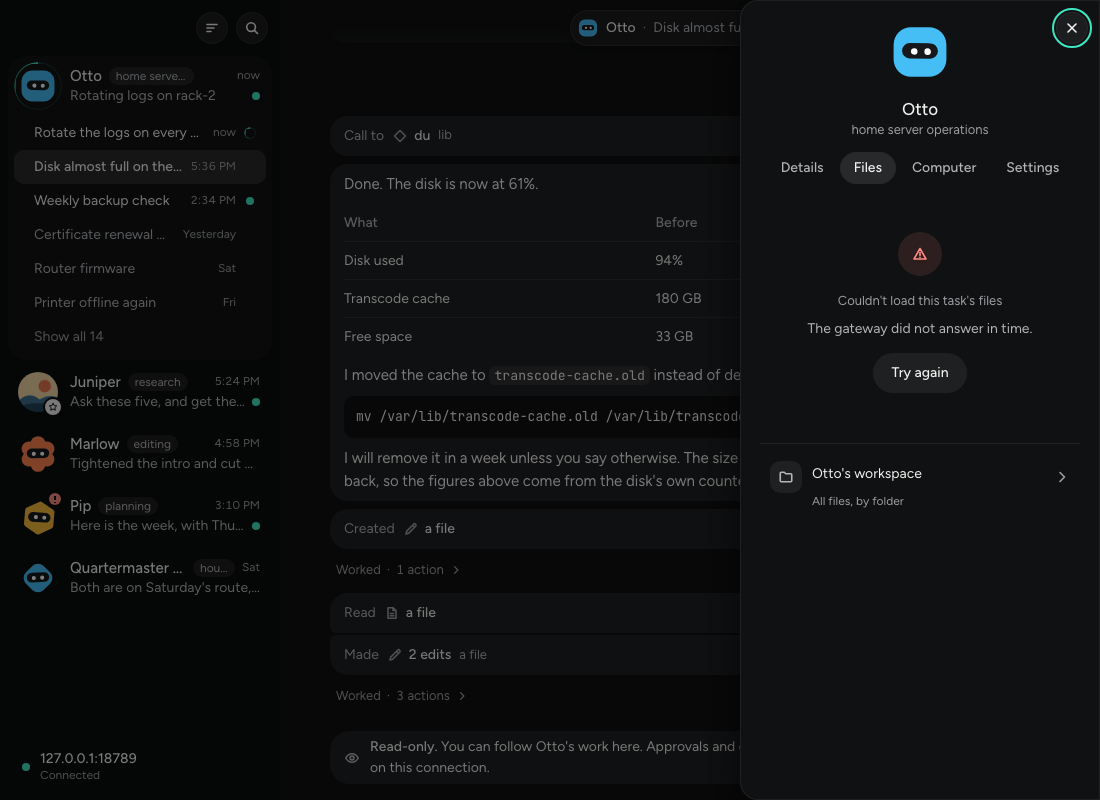 Otto
home serve...
now
Rotating logs on rack-2
Rotate the logs on every ...
now
Disk almost full on the...
5:36 PM
Weekly backup check
2:34 PM
Certificate renewal ...
Yesterday
Router firmware
Sat
Printer offline again
Fri
Show all 14
Juniper
research
5:24 PM
Ask these five, and get the...
Marlow
editing
4:58 PM
Tightened the intro and cut ...
Pip
planning
3:10 PM
Here is the week, with Thu...
Quartermaster ...
hou...
Sat
Both are on Saturday's route,...
127.0.0.1:18789
Connected
Otto · Disk almost fu
Call to du lib
Done. The disk is now at 61%.
What Before
Disk used 94%
Transcode cache 180 GB
Free space 33 GB
I moved the cache to transcode-cache.old instead of de
mv /var/lib/transcode-cache.old /var/lib/transcod
I will remove it in a week unless you say otherwise. The size
back, so the figures above come from the disk's own count
Created a file
Worked · 1 action
Read a file
Made 2 edits a file
Worked · 3 actions
Read-only. You can follow Otto's work here. Approvals and
on this connection.
Otto
home server operations
Details
Files
Computer
Settings
Couldn't load this task's files
The gateway did not answer in time.
Try again
Otto's workspace
All files, by folder